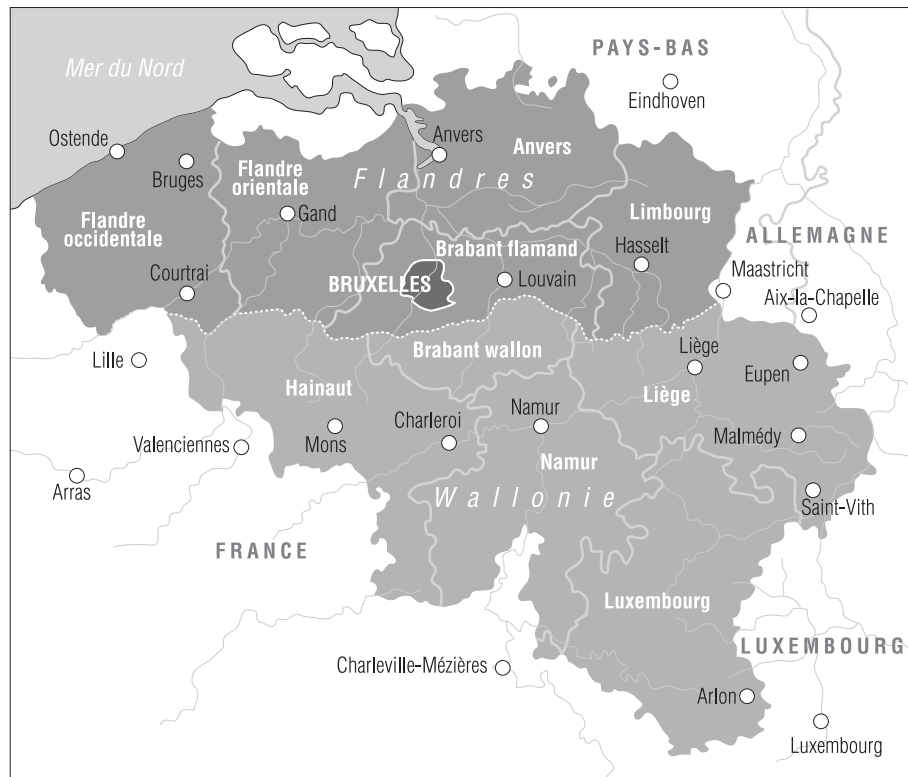 PAYS-BAS
Mer du Nord
Eindhoven
Ostende
Anvers
Anvers
Bruges
Flandre
orientale
Flandres
Gand
Limbourg
Flandre
occidentale
ALLEMAGNE
Brabant flamand
Hasselt
Courtrai
BRUXELLES
Louvain
Maastricht
Aix-la-Chapelle
Lille
Brabant wallon
Liège
Hainaut
Eupen
Liège
Charleroi
Namur
Valenciennes
Mons
Malmédy
Namur
Arras
Wallonie
Saint-Vith
FRANCE
Luxembourg
LUXEMBOURG
Charleville-Mézières
Arlon
Luxembourg